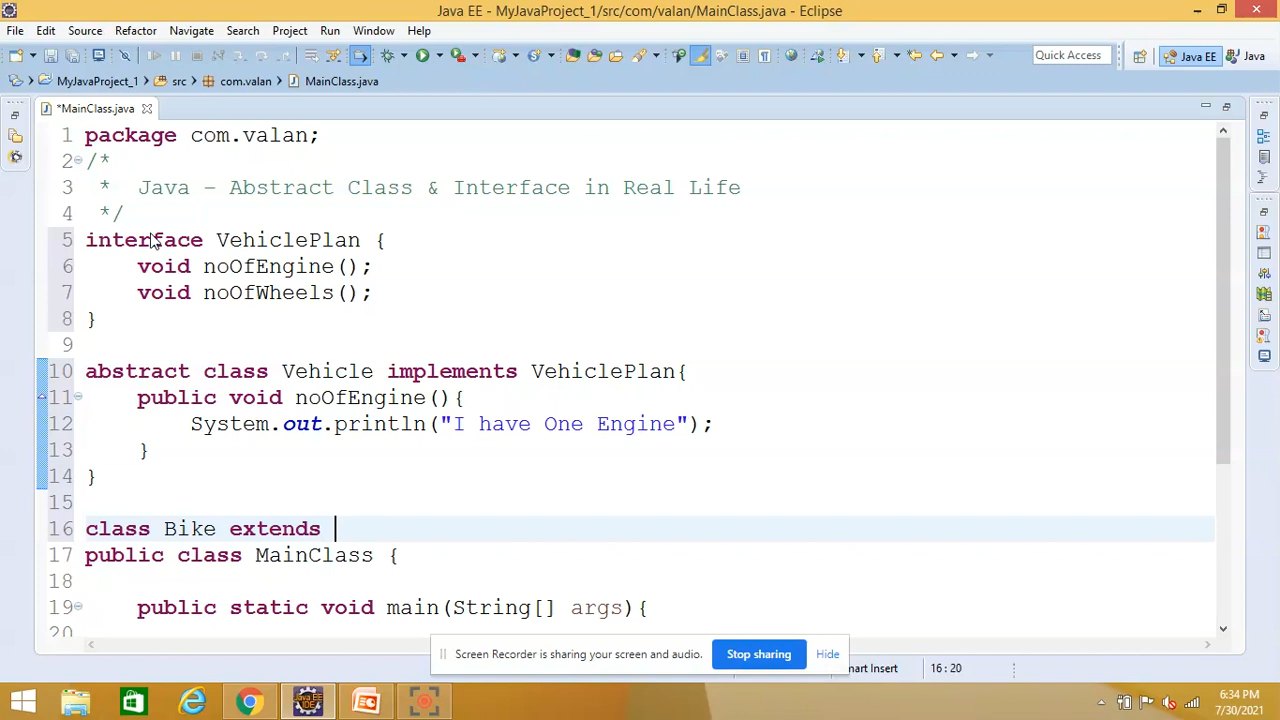 Java EE - MyJavaProject_1/src/com/valan/MainClass.java - Eclipse
File Edit Source Refactor Navigate Search Project Run Window Help
Quick Access
Java EE
Java
MyJavaProject_1
src
com.valan
MainClass.java
*MainClass.java
1 package com.valan;
2 /*
3 * Java - Abstract Class & Interface in Real Life
4 */
5 interface VehiclePlan {
6 void noOfEngine();
7 void noOfWheels();
8 }
9
10 abstract class Vehicle implements VehiclePlan{
11 public void noOfEngine(){
12 System.out.println("I have One Engine");
13 }
14 }
15
16 class Bike extends
17 public class MainClass {
18
19 public static void main(String[] args){
20
Screen Recorder is sharing your screen and audio.
Stop sharing
Hide
Insert
16 : 20
Java EE
IDE
6:34 PM
7/30/2021